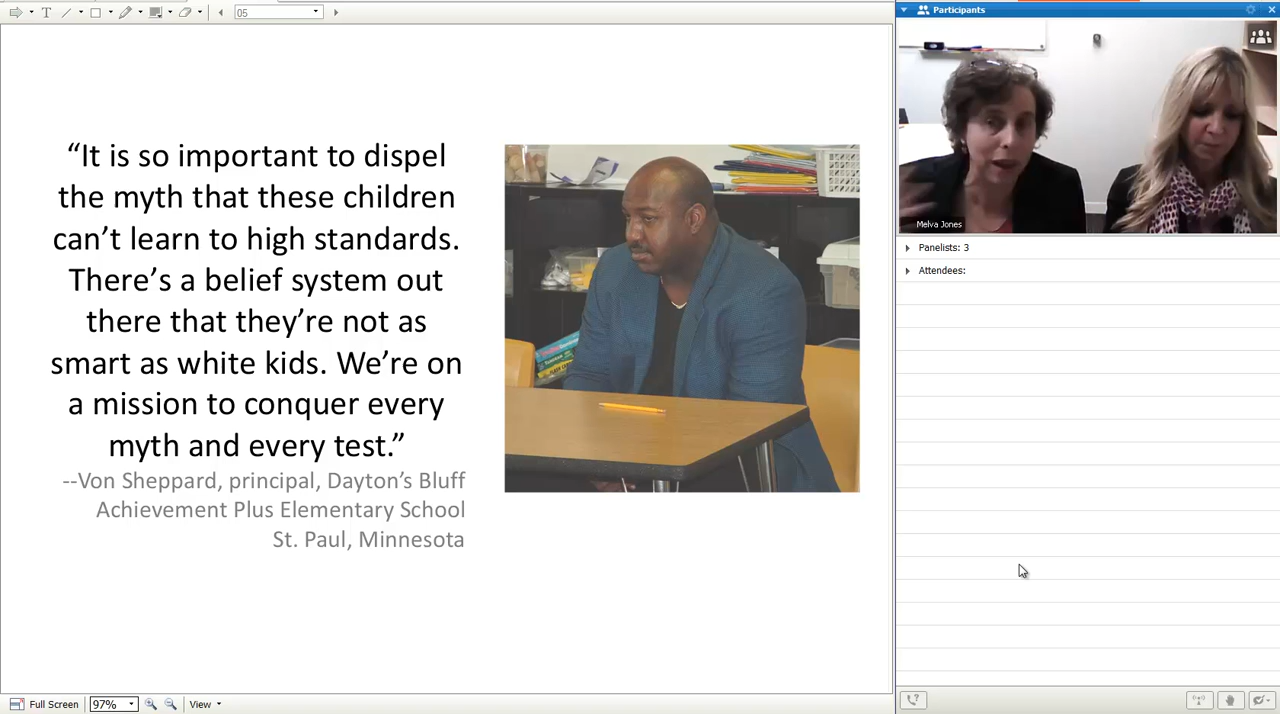 T
05
Participants
“It is so important to dispel
the myth that these children
can’t learn to high standards.
There’s a belief system out
there that they’re not as
smart as white kids. We’re on
a mission to conquer every
myth and every test.”
--Von Sheppard, principal, Dayton’s Bluff
Achievement Plus Elementary School
St. Paul, Minnesota
Melva Jones
Panelists: 3
Attendees:
Full Screen
97%
View